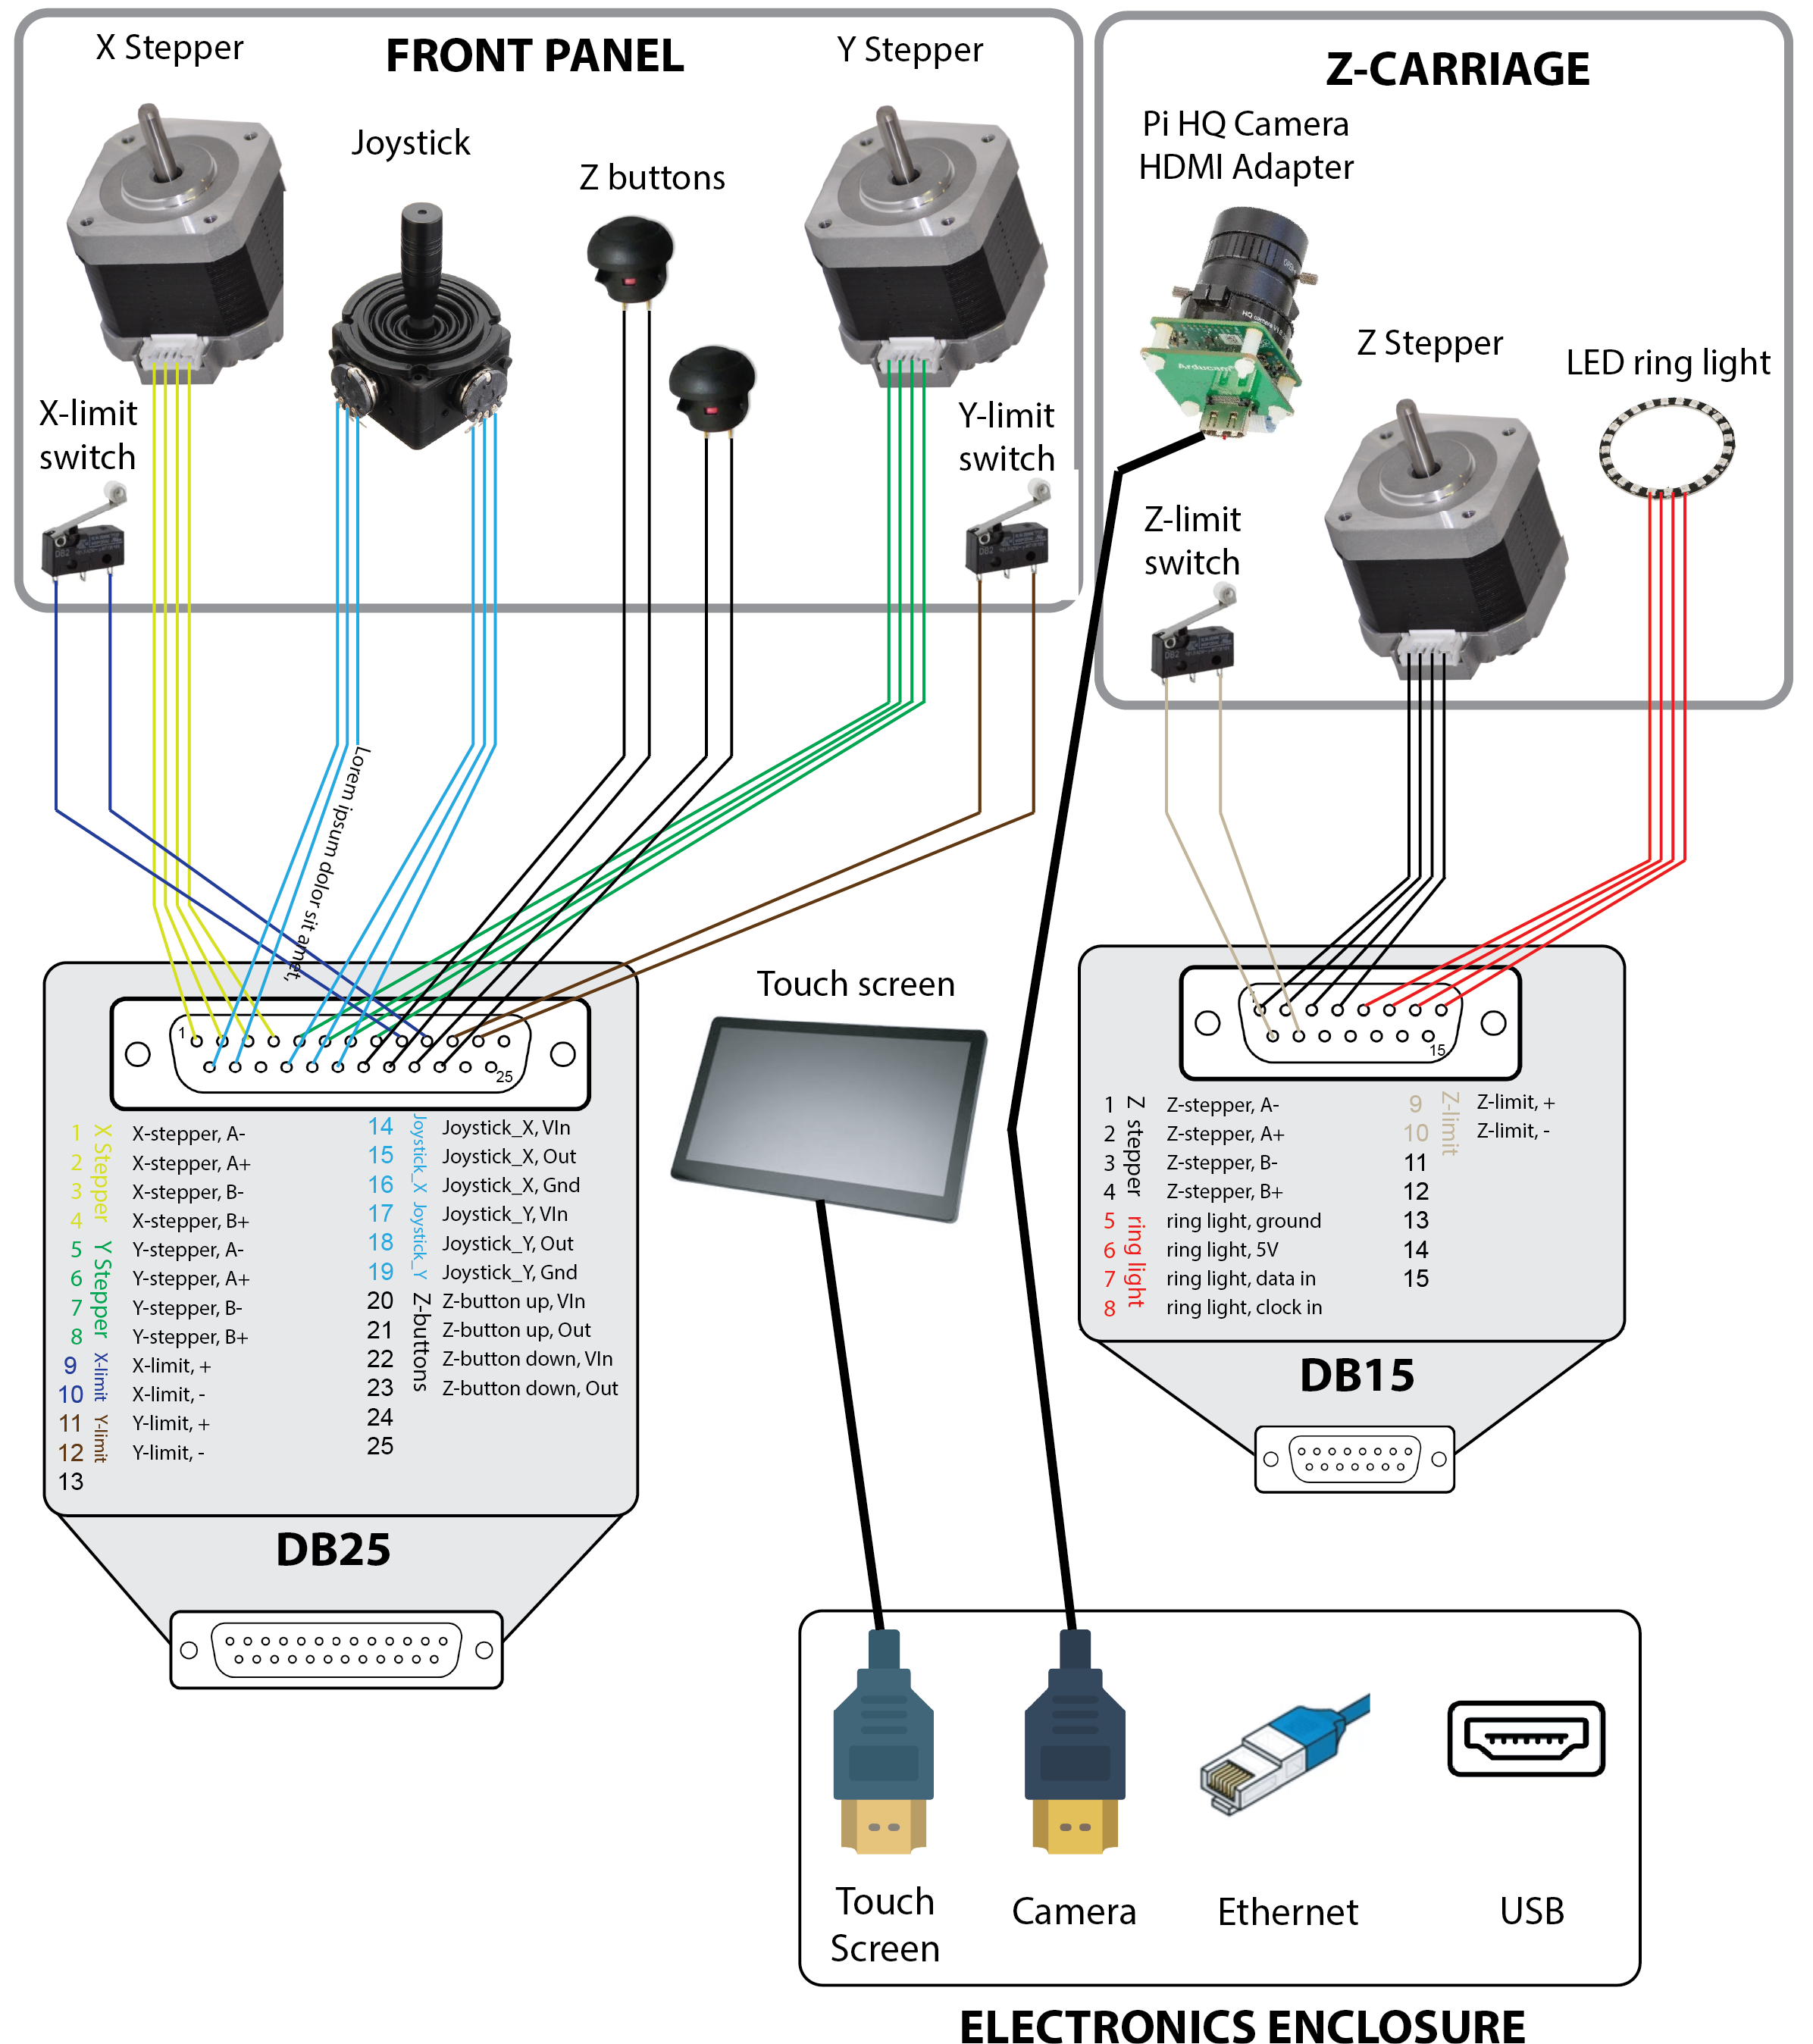 X Stepper
FRONT PANEL
Y Stepper
Joystick
Z buttons
X-limit
switch
Y-limit
switch
Z-CARRIAGE
Pi HQ Camera
HDMI Adapter
Z Stepper
LED ring light
Z-limit
switch
Arducam
DB2
DB2
DB2
Lorem ipsum dolor sit amet,
1
25
1 X-stepper, A-
2 X-stepper, A+
3 X-stepper, B-
4 X-stepper, B+
5 Y-stepper, A-
6 Y-stepper, A+
7 Y-stepper, B-
8 Y-stepper, B+
9 X-limit, +
10 X-limit, -
11 Y-limit, +
12 Y-limit, -
13
X Stepper
Y Stepper
X-limit
Y-limit
14 Joystick_X, VIn
15 Joystick_X, Out
16 Joystick_X, Gnd
17 Joystick_Y, VIn
18 Joystick_Y, Out
19 Joystick_Y, Gnd
20 Z-button up, VIn
21 Z-button up, Out
22 Z-button down, VIn
23 Z-button down, Out
24
25
Joystick_X
Joystick_Y
Z-buttons
DB25
Touch screen
15
1 Z-stepper, A-
2 Z-stepper, A+
3 Z-stepper, B-
4 Z-stepper, B+
5 ring light, ground
6 ring light, 5V
7 ring light, data in
8 ring light, clock in
Z stepper
ring light
9 Z-limit, +
10 Z-limit, -
11
12
13
14
15
Z-limit
DB15
Touch
Screen
Camera
Ethernet
USB
ELECTRONICS ENCLOSURE